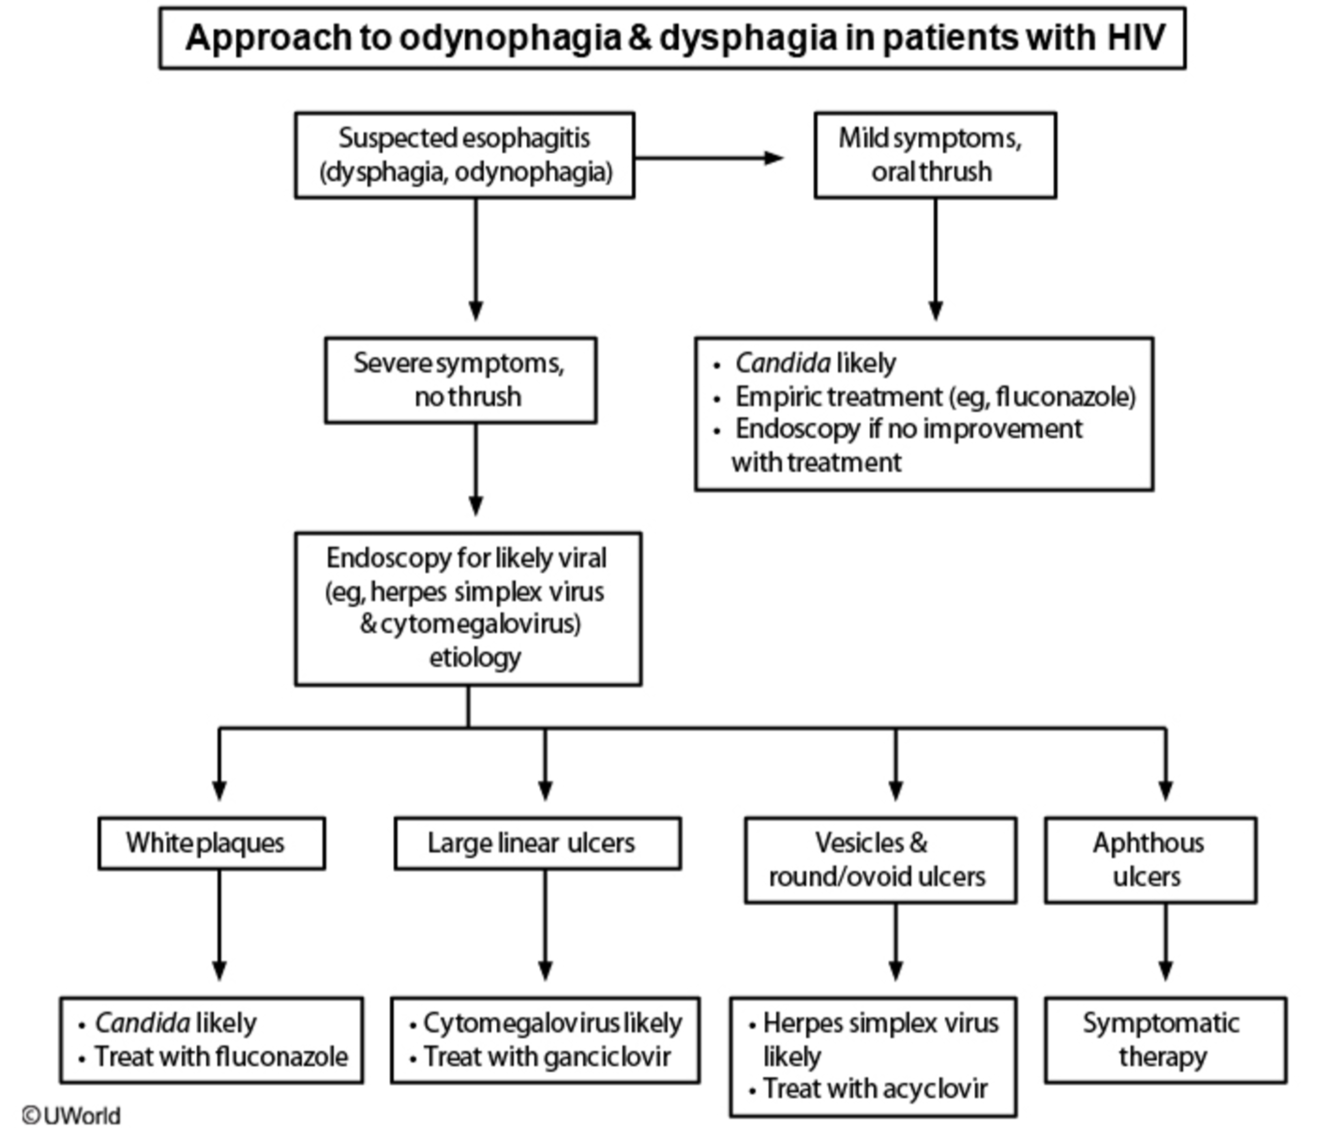 Approach to odynophagia & dysphagia in patients with HIV
Suspected esophagitis
(dysphagia, odynophagia)
Mild symptoms,
oral thrush
Severe symptoms,
no thrush
• Candida likely
• Empiric treatment (eg, fluconazole)
• Endoscopy if no improvement
with treatment
Endoscopy for likely viral
(eg, herpes simplex virus
& cytomegalovirus)
etiology
White plaques
Large linear ulcers
Vesicles &
round/ovoid ulcers
Aphthous
ulcers
• Candida likely
• Treat with fluconazole
• Cytomegalovirus likely
• Treat with ganciclovir
• Herpes simplex virus
likely
• Treat with acyclovir
Symptomatic
therapy
©UWorld